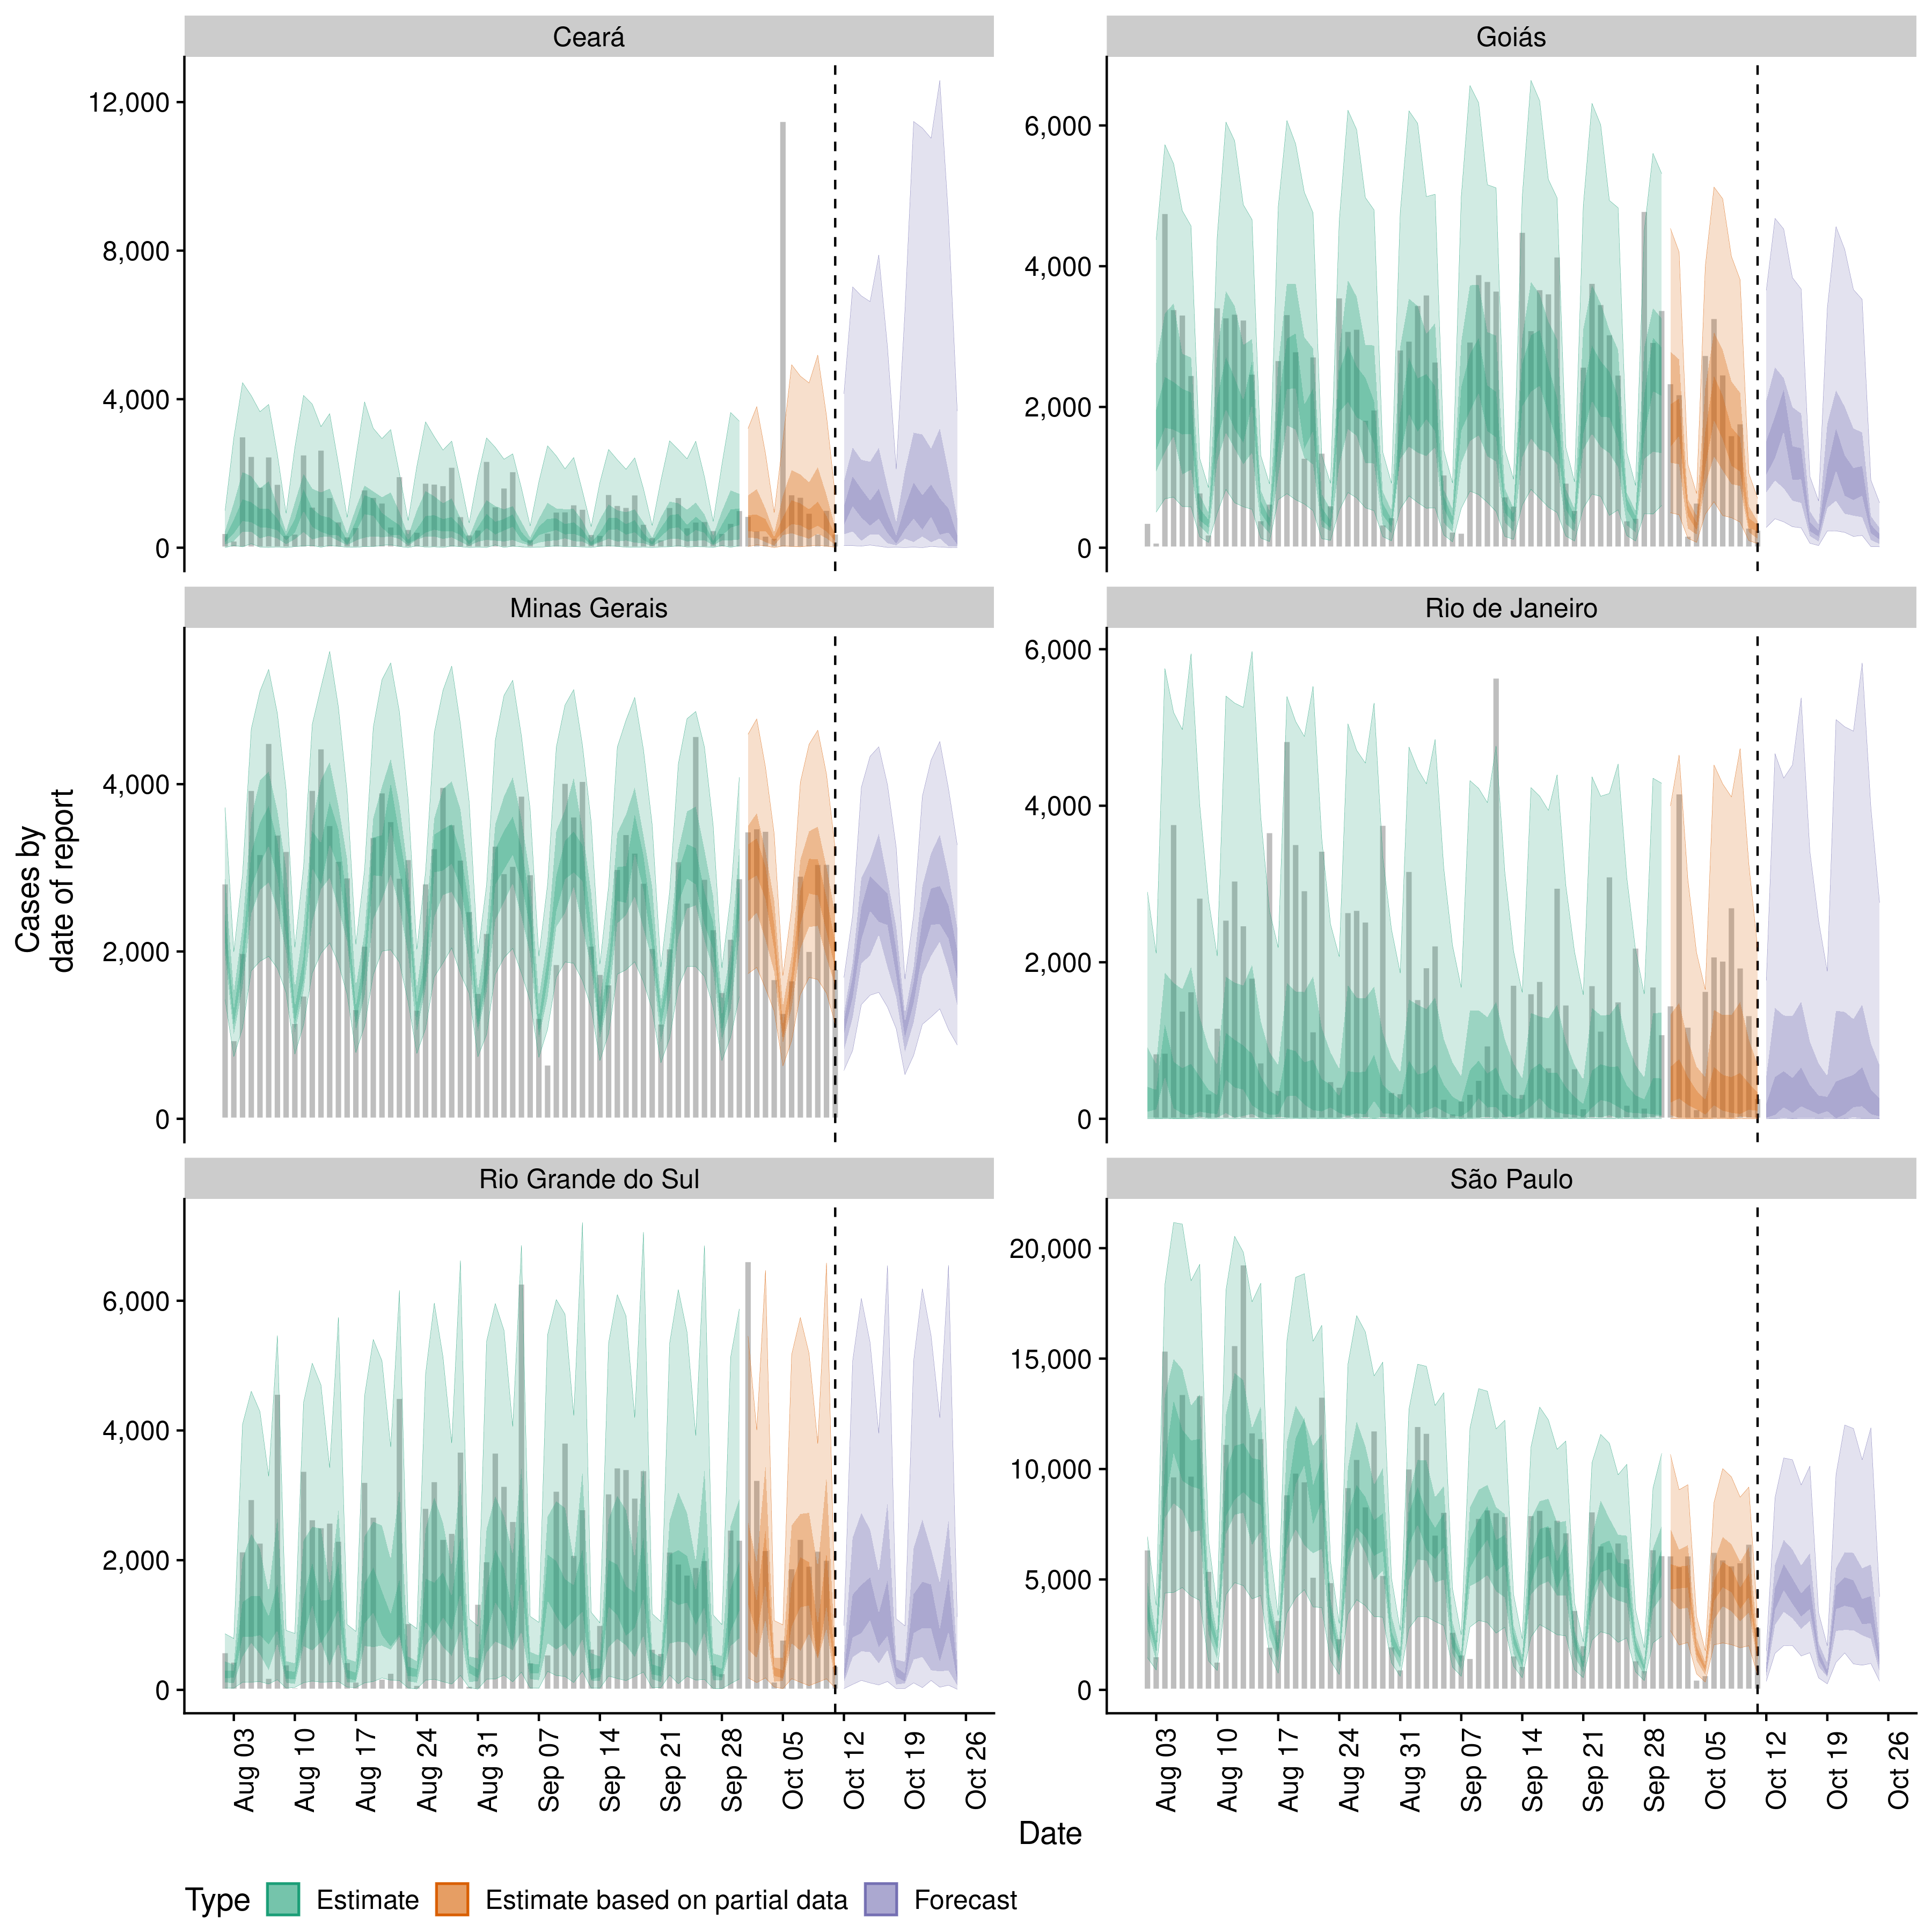 Ceará
Goiás
12,000
8,000
4,000
0
6,000
4,000
2,000
0
Minas Gerais
Rio de Janeiro
4,000
2,000
0
6,000
4,000
2,000
0
Cases by
date of report
Rio Grande do Sul
São Paulo
6,000
4,000
2,000
0
20,000
15,000
10,000
5,000
0
Aug 03
Aug 10
Aug 17
Aug 24
Aug 31
Sep 07
Sep 14
Sep 21
Sep 28
Oct 05
Oct 12
Oct 19
Oct 26
Aug 03
Aug 10
Aug 17
Aug 24
Aug 31
Sep 07
Sep 14
Sep 21
Sep 28
Oct 05
Oct 12
Oct 19
Oct 26
Date
Type Estimate Estimate based on partial data Forecast